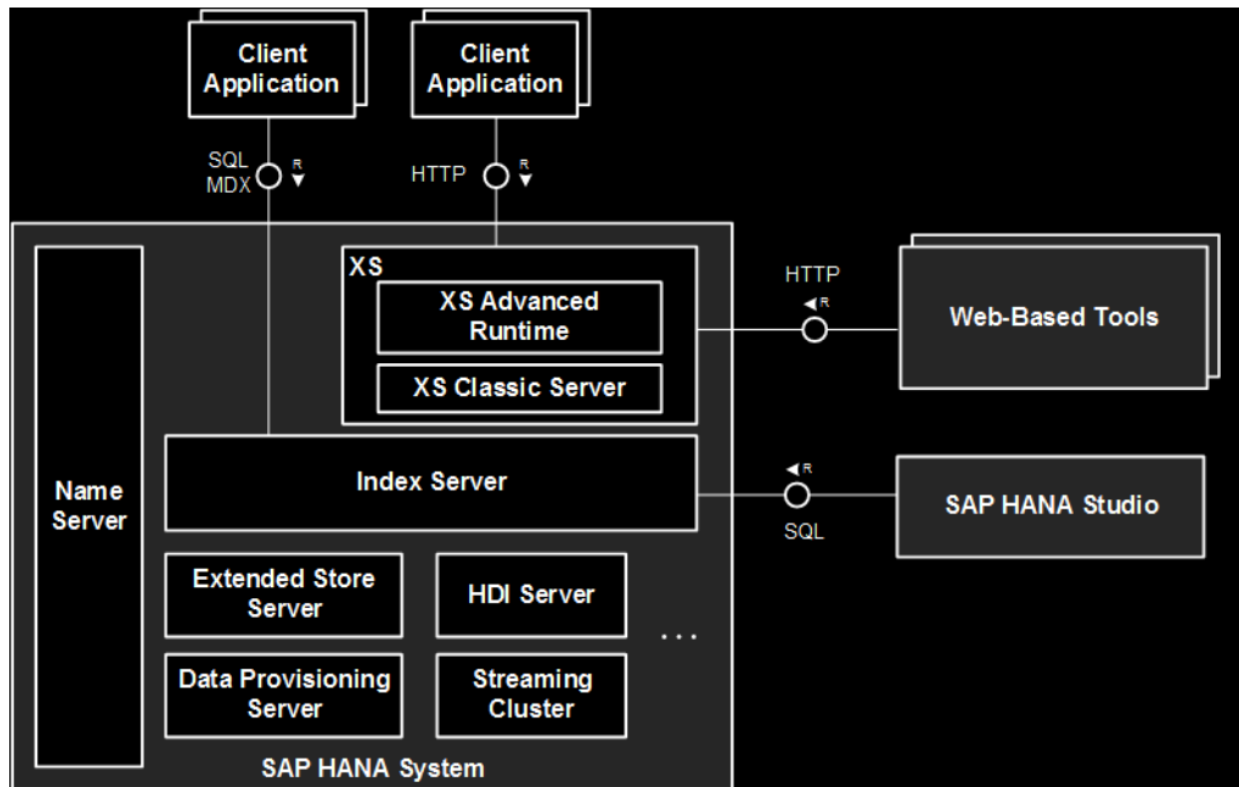 Client
Application
Client
Application
SQL
MDX
R
HTTP
R
XS
XS Advanced
Runtime
XS Classic Server
HTTP
R
Web-Based Tools
Name
Server
Index Server
R
SQL
SAP HANA Studio
Extended Store
Server
HDI Server
...
Data Provisioning
Server
Streaming
Cluster
SAP HANA System